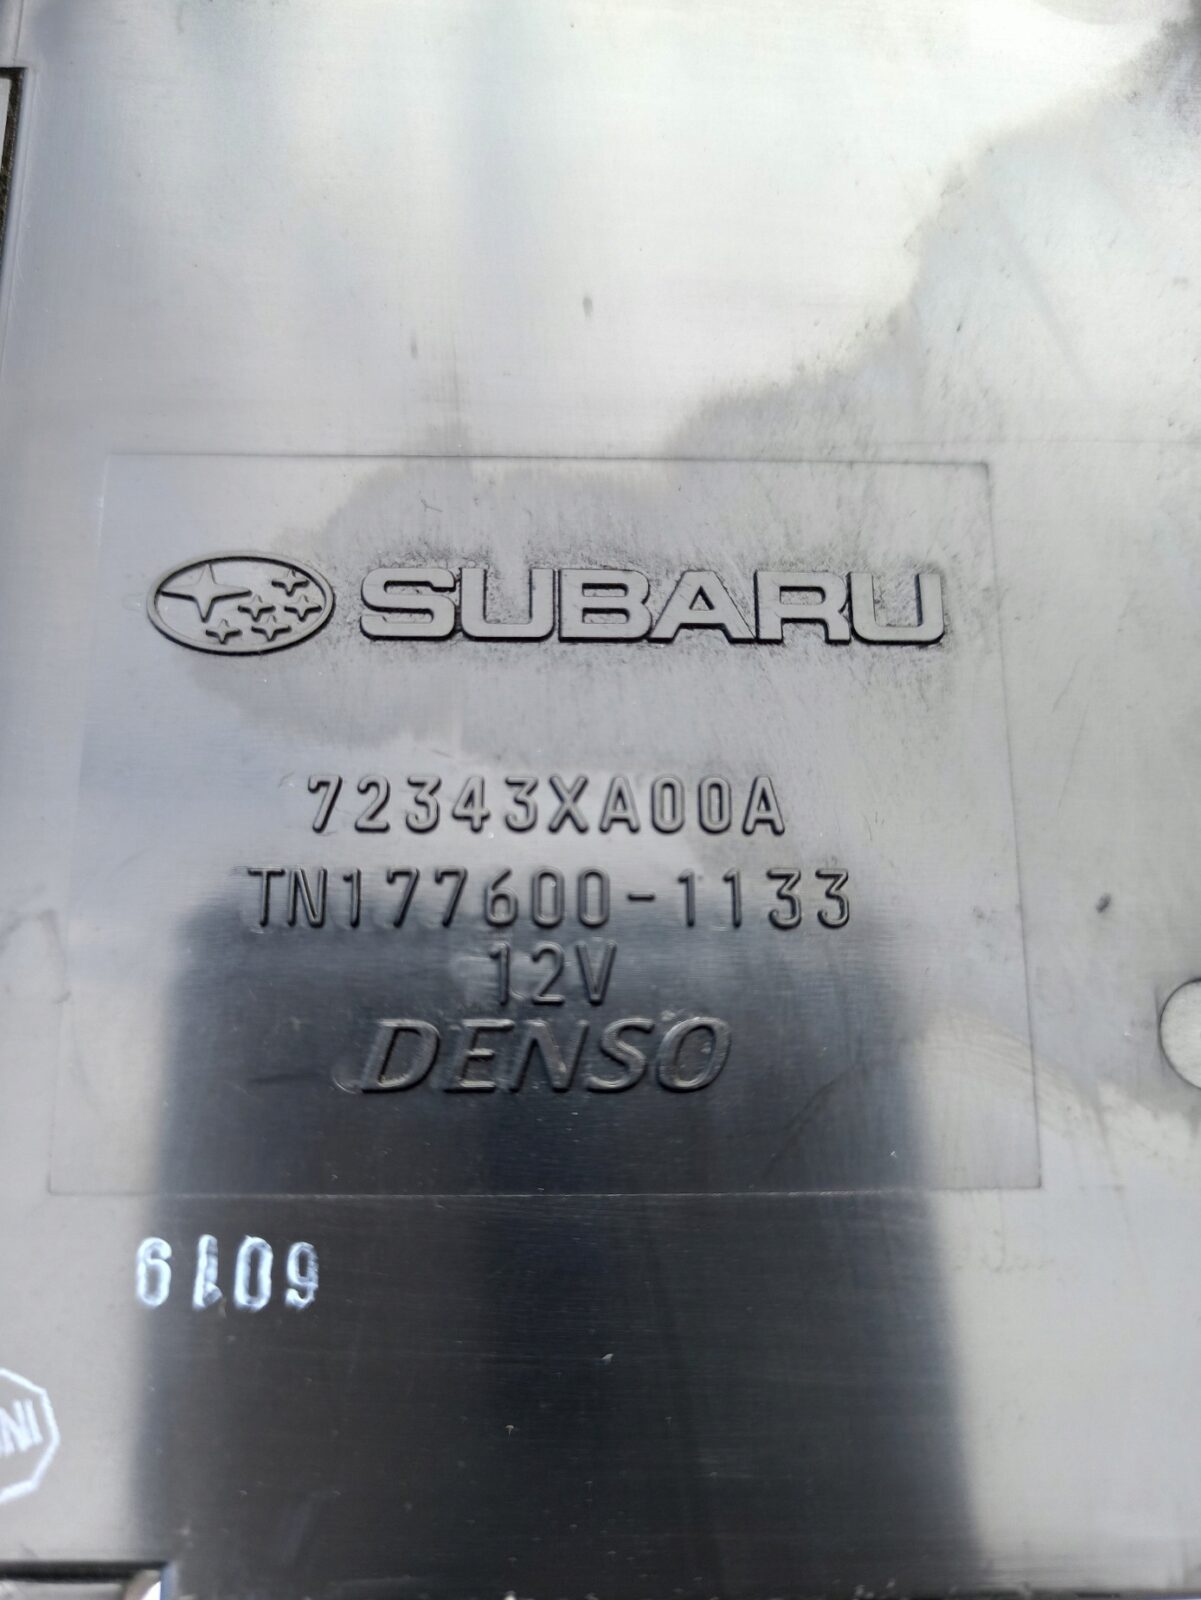 SUBARU
72343XA00A
TN177600-1133
12V
DENSO
6109